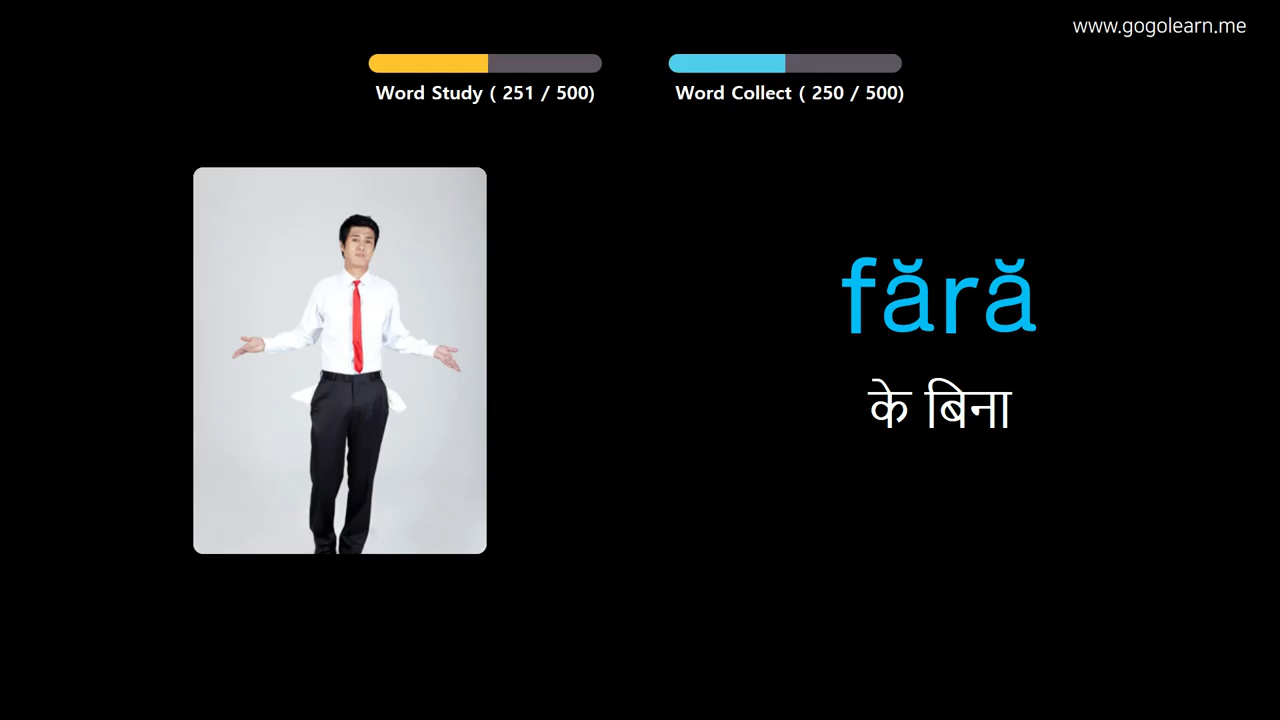 www.gogolearn.me
Word Study ( 251 / 500)
Word Collect ( 250 / 500)
fără
के बिना